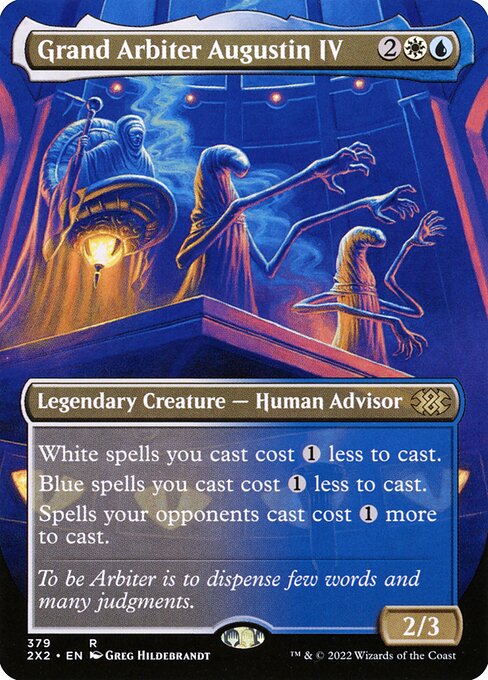 Grand Arbiter Augustin IV 2
Legendary Creature — Human Advisor
White spells you cast cost 1 less to cast.
Blue spells you cast cost 1 less to cast.
Spells your opponents cast cost 1 more
to cast.
To be Arbiter is to dispense few words and
many judgments.
2/3
379 R
2X2 • EN Greg Hildebrandt
™ & © 2022 Wizards of the Coast